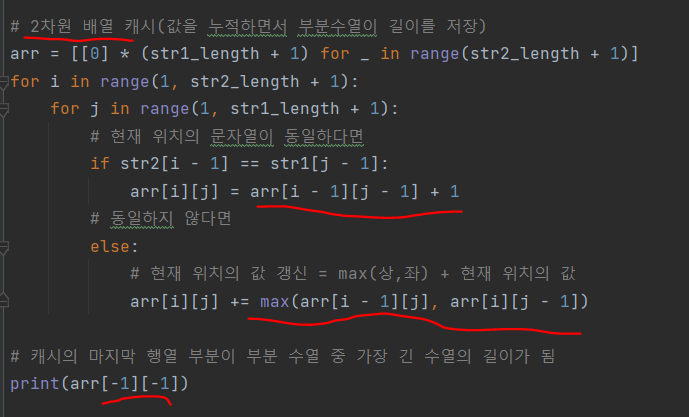 # 2차원 배열 캐시(값을 누적하면서 부분수열이 길이를 저장)
arr = [[0] * (str1_length + 1) for _ in range(str2_length + 1)]
for i in range(1, str2_length + 1):
for j in range(1, str1_length + 1):
# 현재 위치의 문자열이 동일하다면
if str2[i - 1] == str1[j - 1]:
arr[i][j] = arr[i - 1][j - 1] + 1
# 동일하지 않다면
else:
# 현재 위치의 값 갱신 = max(상,좌) + 현재 위치의 값
arr[i][j] += max(arr[i - 1][j], arr[i][j - 1])
# 캐시의 마지막 행열 부분이 부분 수열 중 가장 긴 수열의 길이가 됨
print(arr[-1][-1])